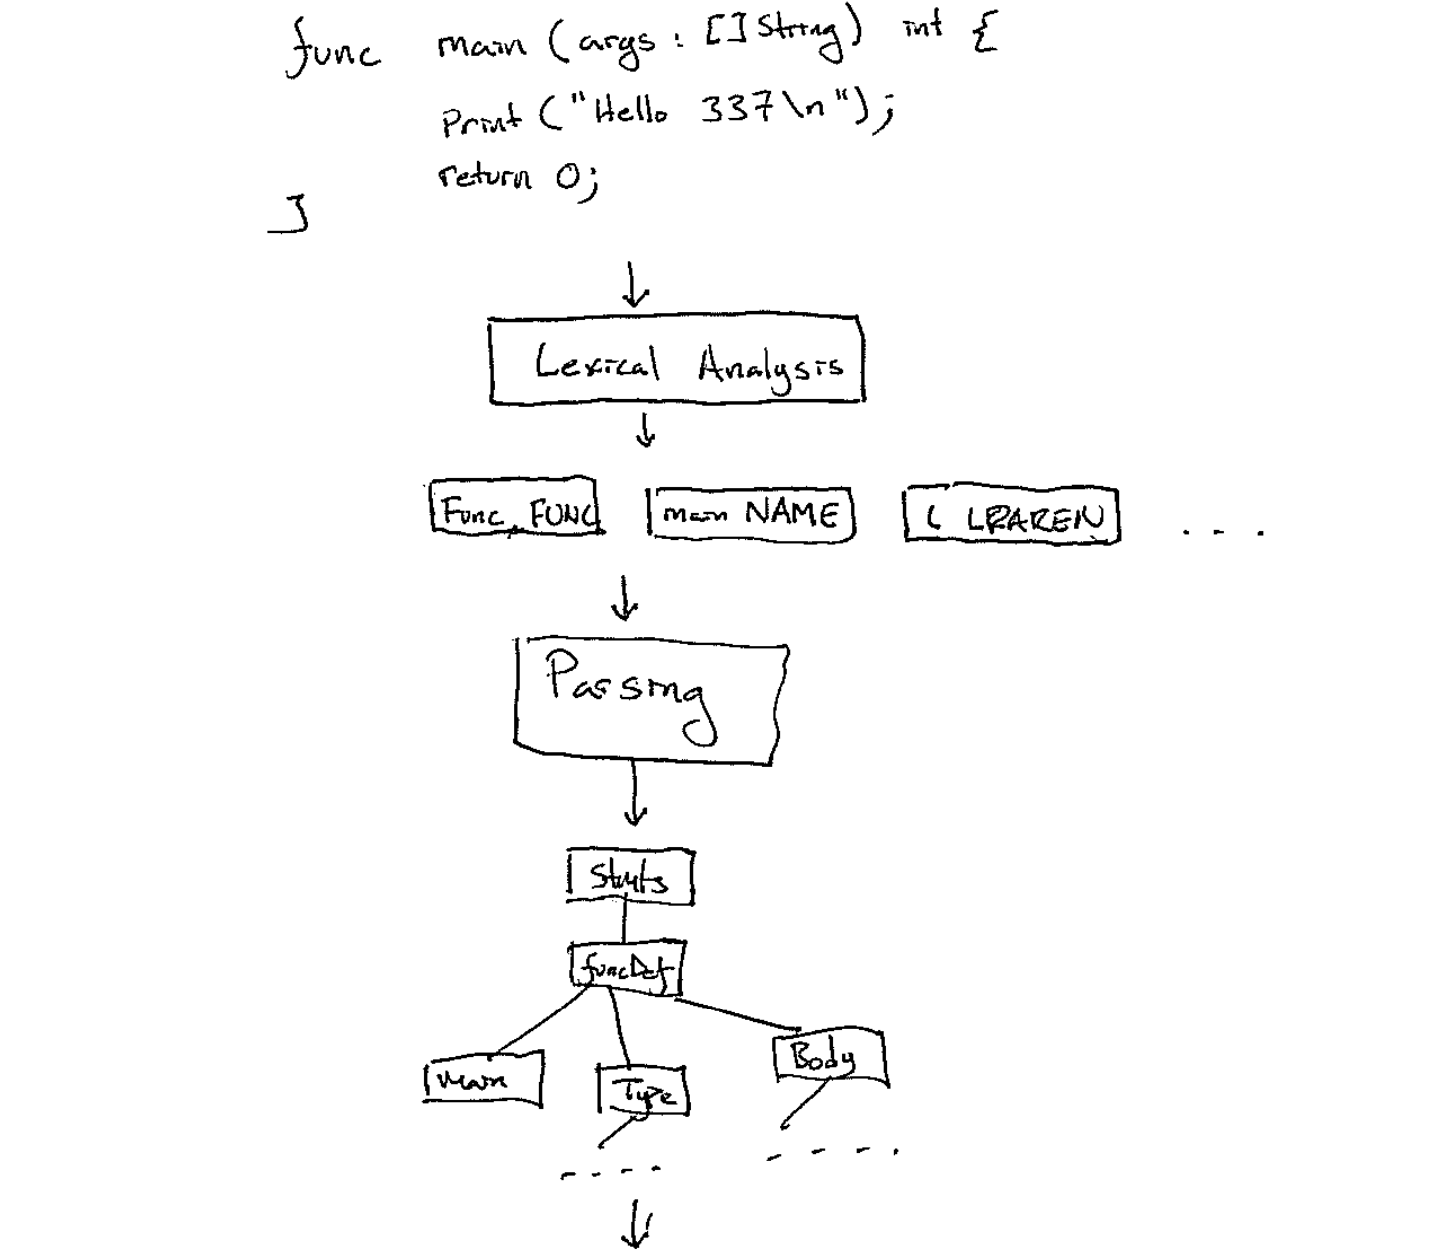 func main (args : []String) int {
Print ("Hello 337\n");
return 0;
}
Lexical Analysis
Func, FUNC
main NAME
( LPAREN
. . .
Parsing
Stmts
funcDef
main
Type
Body
. . . .
. . . .